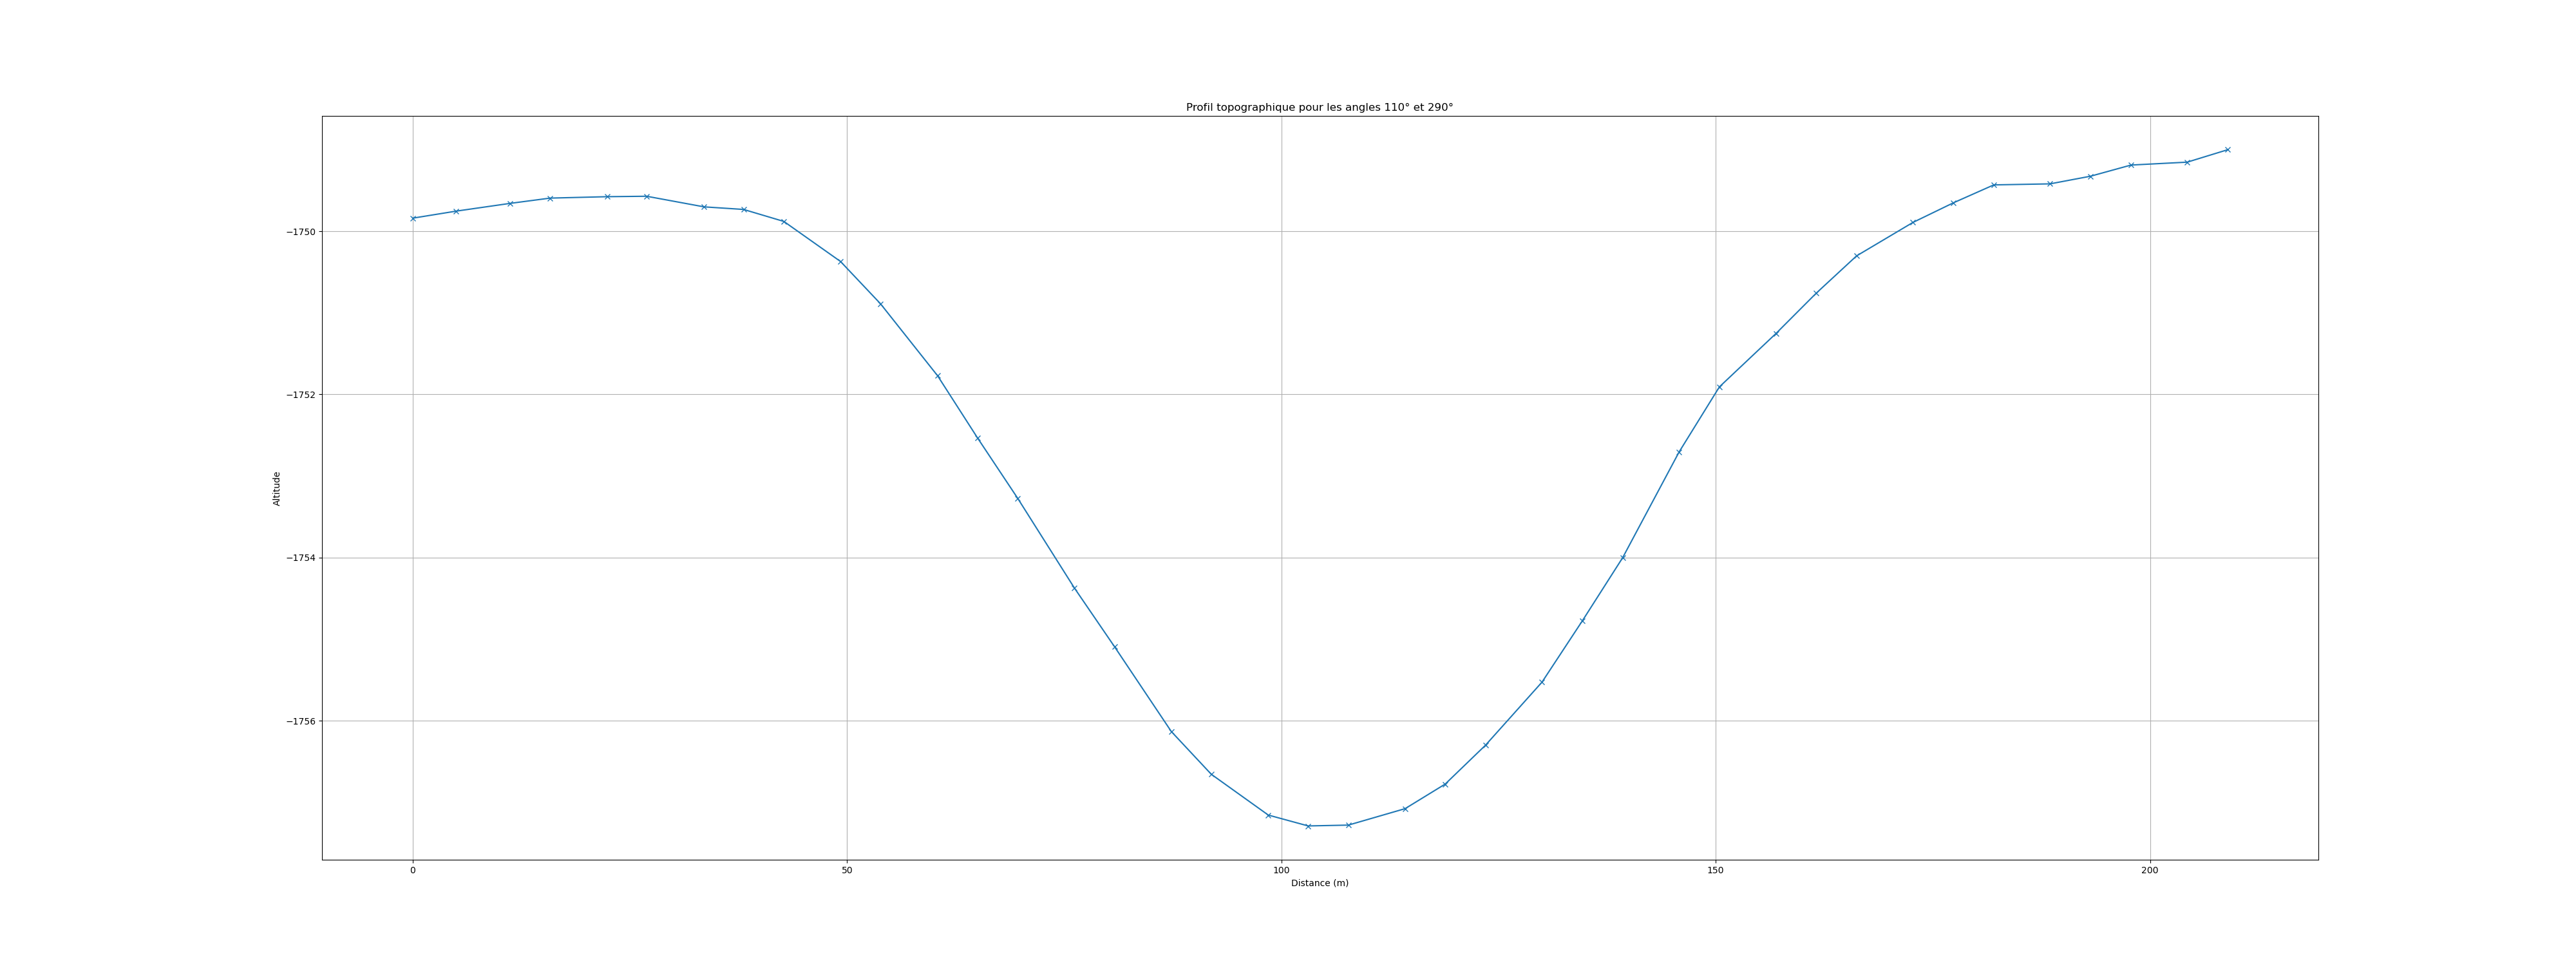 Profil topographique pour les angles 110° et 290°
Altitude
−1750
−1752
−1754
−1756
0 50 100 150 200
Distance (m)